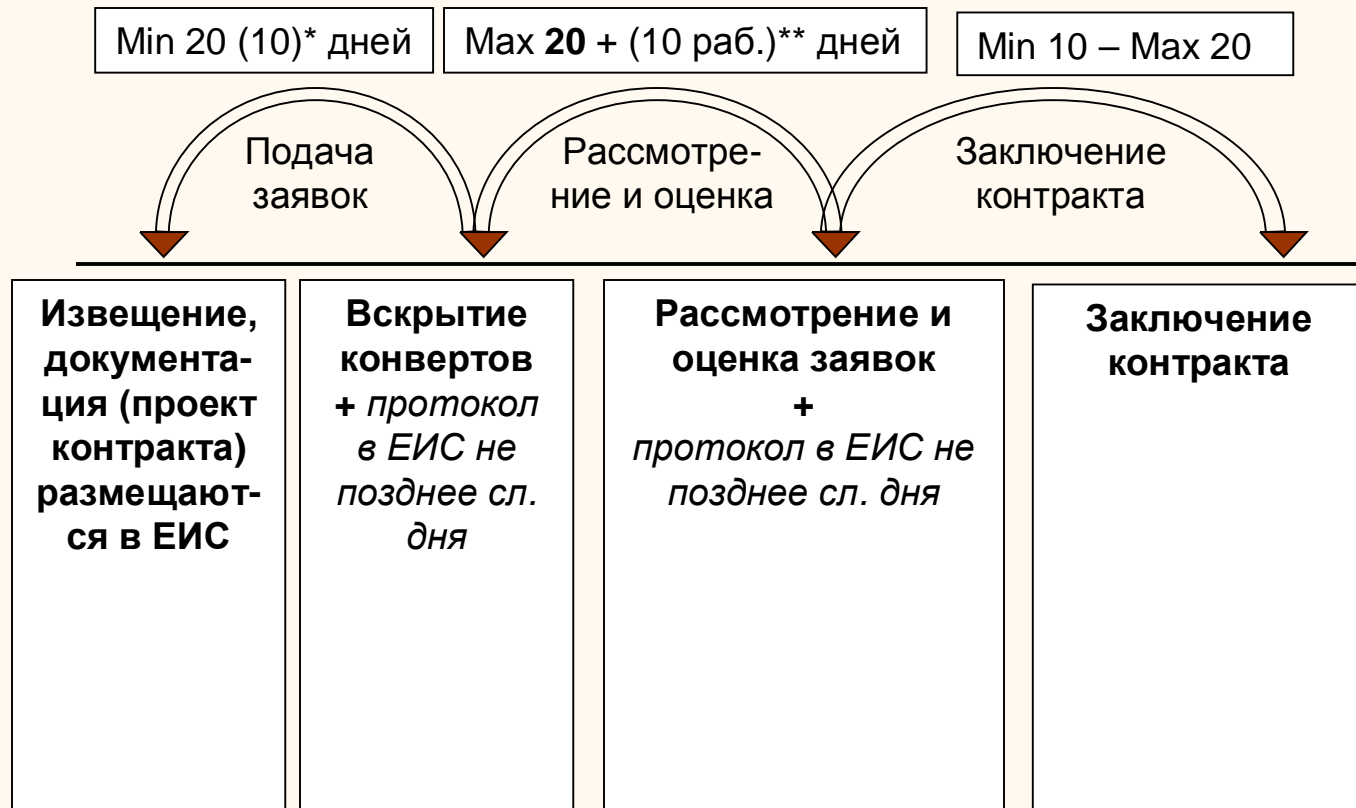 Min 20 (10)* дней
Max 20 + (10 раб.)** дней
Min 10 – Max 20
Подача
заявок
Рассмотре-
ние и оценка
Заключение
контракта
Извещение,
документа-
ция (проект
контракта)
размещают-
ся в ЕИС
Вскрытие
конвертов
+ протокол
в ЕИС не
позднее сл.
дня
Рассмотрение и
оценка заявок
+
протокол в ЕИС не
позднее сл. дня
Заключение
контракта